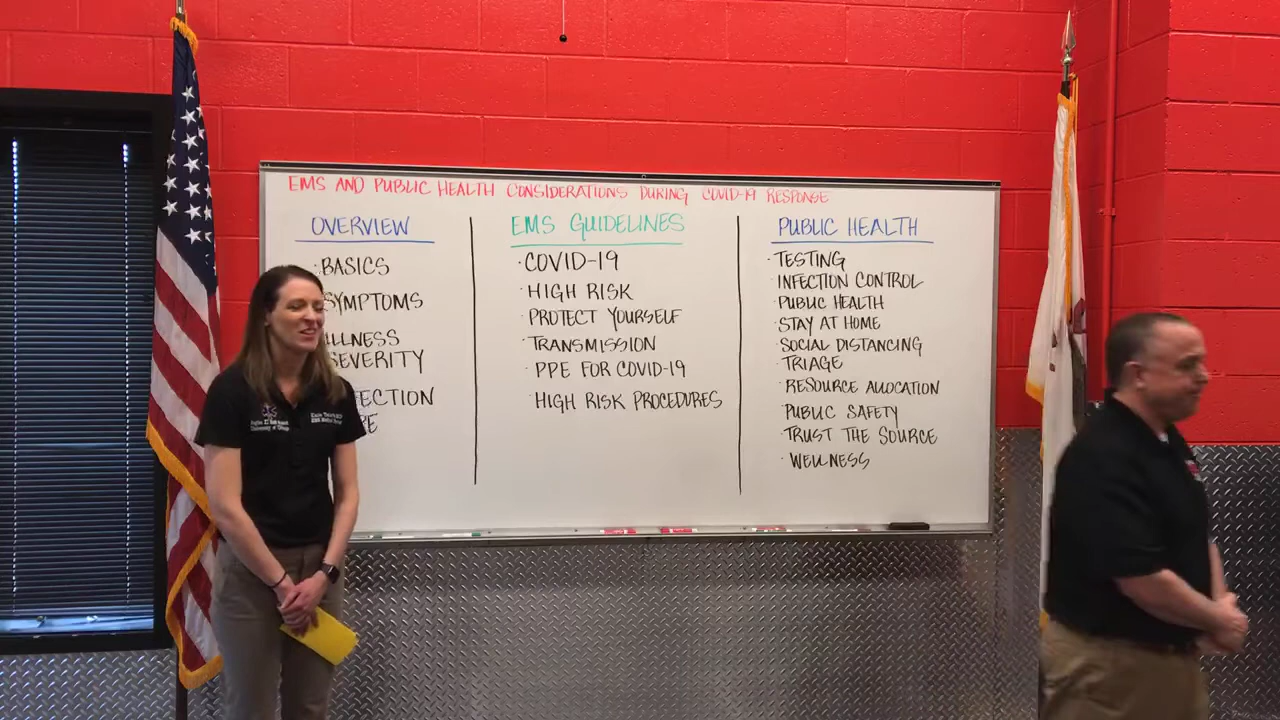 EMS AND PUBLIC HEALTH CONSIDERATIONS DURING COVID-19 RESPONSE
OVERVIEW
·BASICS
SYMPTOMS
ILLNESS
SEVERITY
EMS GUIDELINES
·COVID-19
·HIGH RISK
·PROTECT YOURSELF
·TRANSMISSION
·PPE FOR COVID-19
·HIGH RISK PROCEDURES
PUBLIC HEALTH
·TESTING
·INFECTION CONTROL
·PUBLIC HEALTH
·STAY AT HOME
·SOCIAL DISTANCING
·TRIAGE
·RESOURCE ALLOCATION
·PUBLIC SAFETY
·TRUST THE SOURCE
·WELLNESS